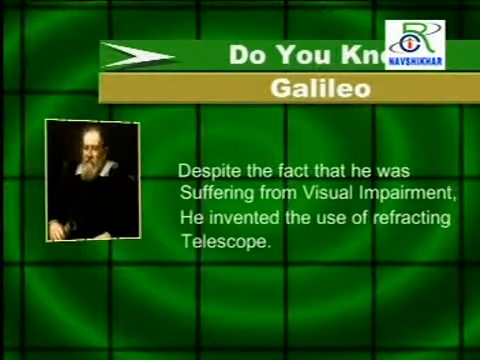 Do You Kn
R
NAVSHIKHAR
Galileo
Despite the fact that he was
Suffering from Visual Impairment,
He invented the use of refracting
Telescope.